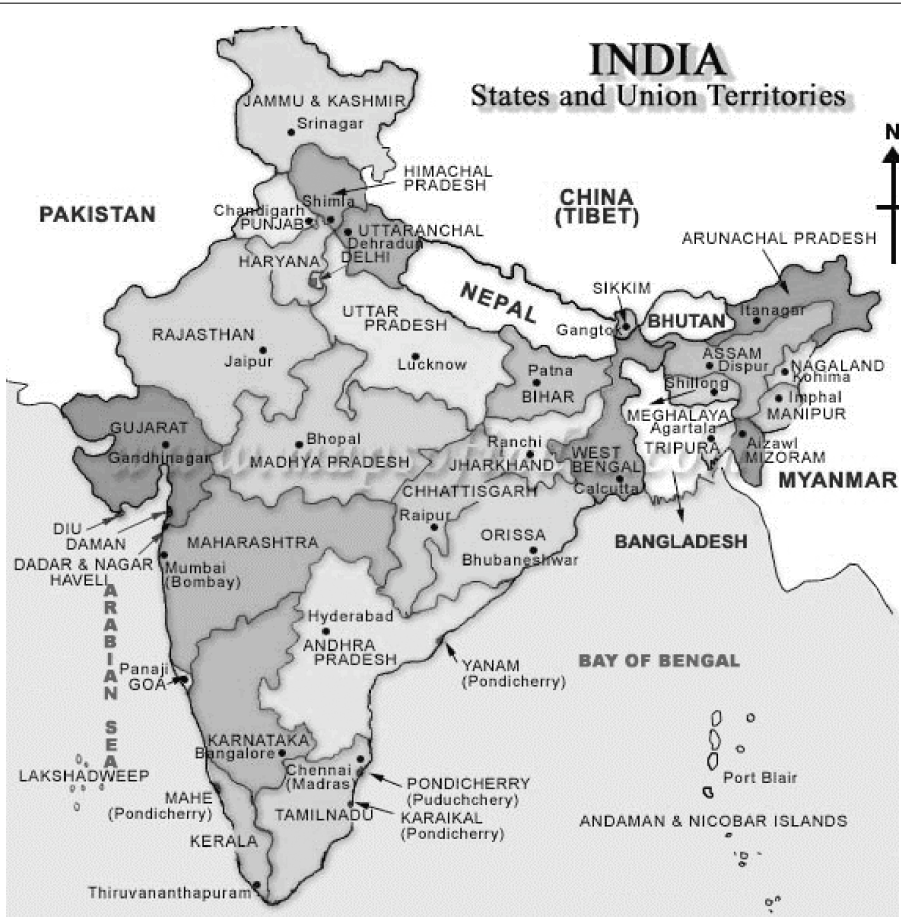 INDIA
States and Union Territories
N
JAMMU & KASHMIR
Srinagar
HIMACHAL
PRADESH
Shimla
Chandigarh
PUNJAB
PAKISTAN
CHINA
(TIBET)
UTTARANCHAL
Dehradun
DELHI
HARYANA
ARUNACHAL PRADESH
Itanagar
SIKKIM
Gangtok
NEPAL
BHUTAN
UTTAR
PRADESH
Lucknow
RAJASTHAN
Jaipur
ASSAM
Dispur
NAGALAND
Kohima
Shillong
MEGHALAYA
Imphal
MANIPUR
Agartala
TRIPURA
Aizawl
MIZORAM
MYANMAR
Patna
BIHAR
GUJARAT
Gandhinagar
Bhopal
MADHYA PRADESH
Ranchi
JHARKHAND
WEST
BENGAL
Calcutta
CHHATTISGARH
Raipur
ORISSA
Bhubaneshwar
BANGLADESH
DIU
DAMAN
DADAR & NAGAR
HAVELI
MAHARASHTRA
Mumbai
(Bombay)
ARABIAN SEA
Hyderabad
ANDHRA
PRADESH
YANAM
(Pondicherry)
BAY OF BENGAL
Panaji
GOA
KARNATAKA
Bangalore
Chennai
(Madras)
LAKSHADWEEP
MAHE
(Pondicherry)
PONDICHERRY
(Puduchchery)
KARAIKAL
(Pondicherry)
TAMILNADU
KERALA
Thiruvananthapuram
Port Blair
ANDAMAN & NICOBAR ISLANDS